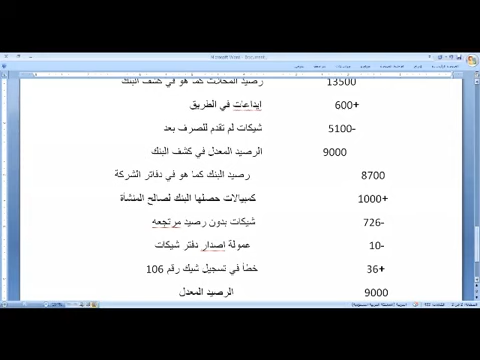 رصيد المحلات كما هو في كشف البنك 13500
ايداعات في الطريق +600
شيكات لم تقدم للصرف بعد -5100
الرصيد المعدل في كشف البنك 9000
رصيد البنك كما هو في دفاتر الشركة 8700
كمبيالات حصلها البنك لصالح المنشأة +1000
شيكات بدون رصيد مرتجعه -726
عمولة اصدار دفتر شيكات -10
خطأ في تسجيل شيك رقم 106 +36
الرصيد المعدل 9000